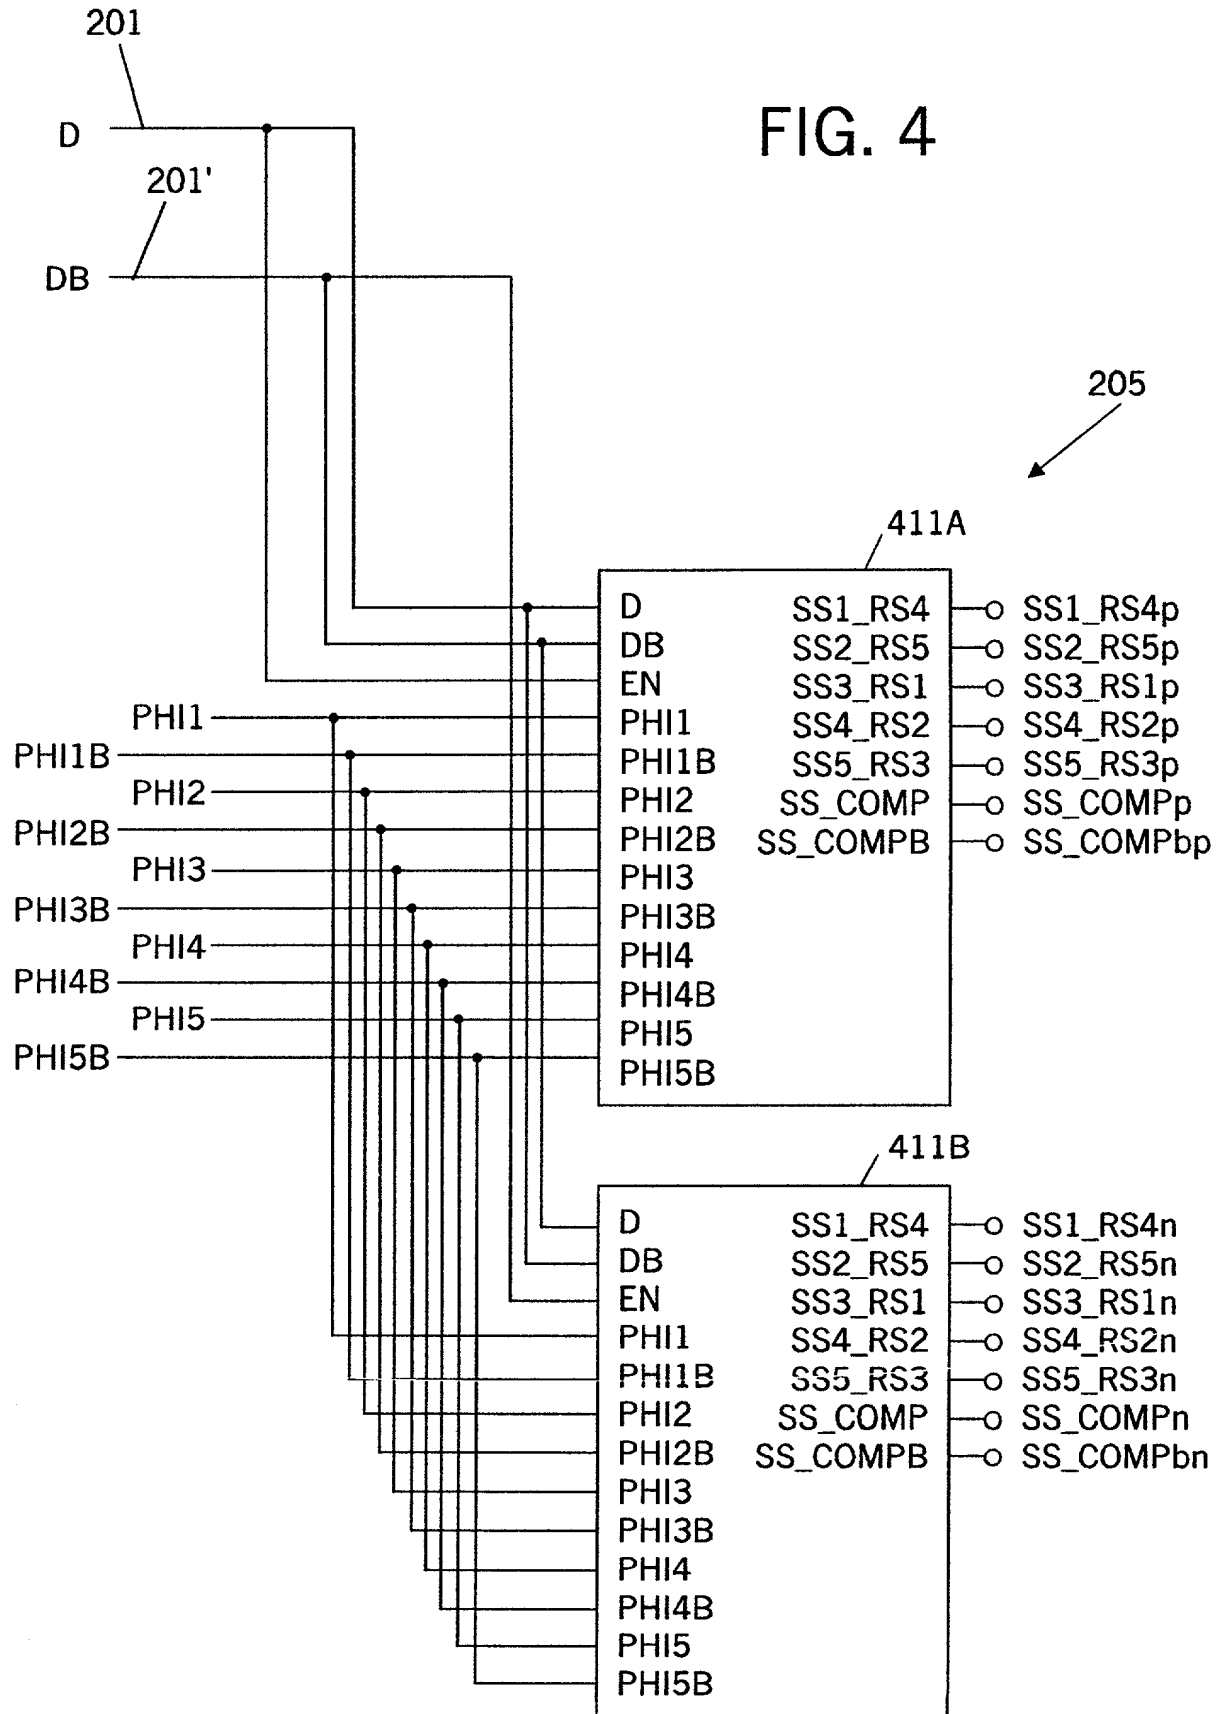 201
FIG. 4
D
201'
DB
205
411A
D SS1_RS4 SS1_RS4p
DB SS2_RS5 SS2_RS5p
EN SS3_RS1 SS3_RS1p
PHI1 PHI1 SS4_RS2 SS4_RS2p
PHI1B PHI1B SS5_RS3 SS5_RS3p
PHI2 PHI2 SS_COMP SS_COMPp
PHI2B PHI2B SS_COMPB SS_COMPbp
PHI3 PHI3
PHI3B PHI3B
PHI4 PHI4
PHI4B PHI4B
PHI5 PHI5
PHI5B PHI5B
411B
D SS1_RS4 SS1_RS4n
DB SS2_RS5 SS2_RS5n
EN SS3_RS1 SS3_RS1n
PHI1 SS4_RS2 SS4_RS2n
PHI1B SS5_RS3 SS5_RS3n
PHI2 SS_COMP SS_COMPn
PHI2B SS_COMPB SS_COMPbn
PHI3
PHI3B
PHI4
PHI4B
PHI5
PHI5B